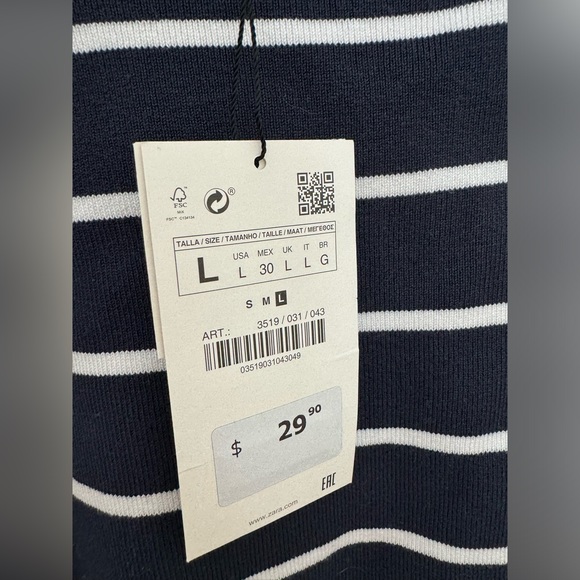 FSC
MIX
®
TALLA / SIZE / TAMANHO / TAILLE / MAAT / ΜΕΓΕΘΟΣ
L
USA MEX UK IT BR
L 30 L L G
S M L
ART.: 3519 / 031 / 043
03519031043049
$ 29 90
EAC
www.zara.com